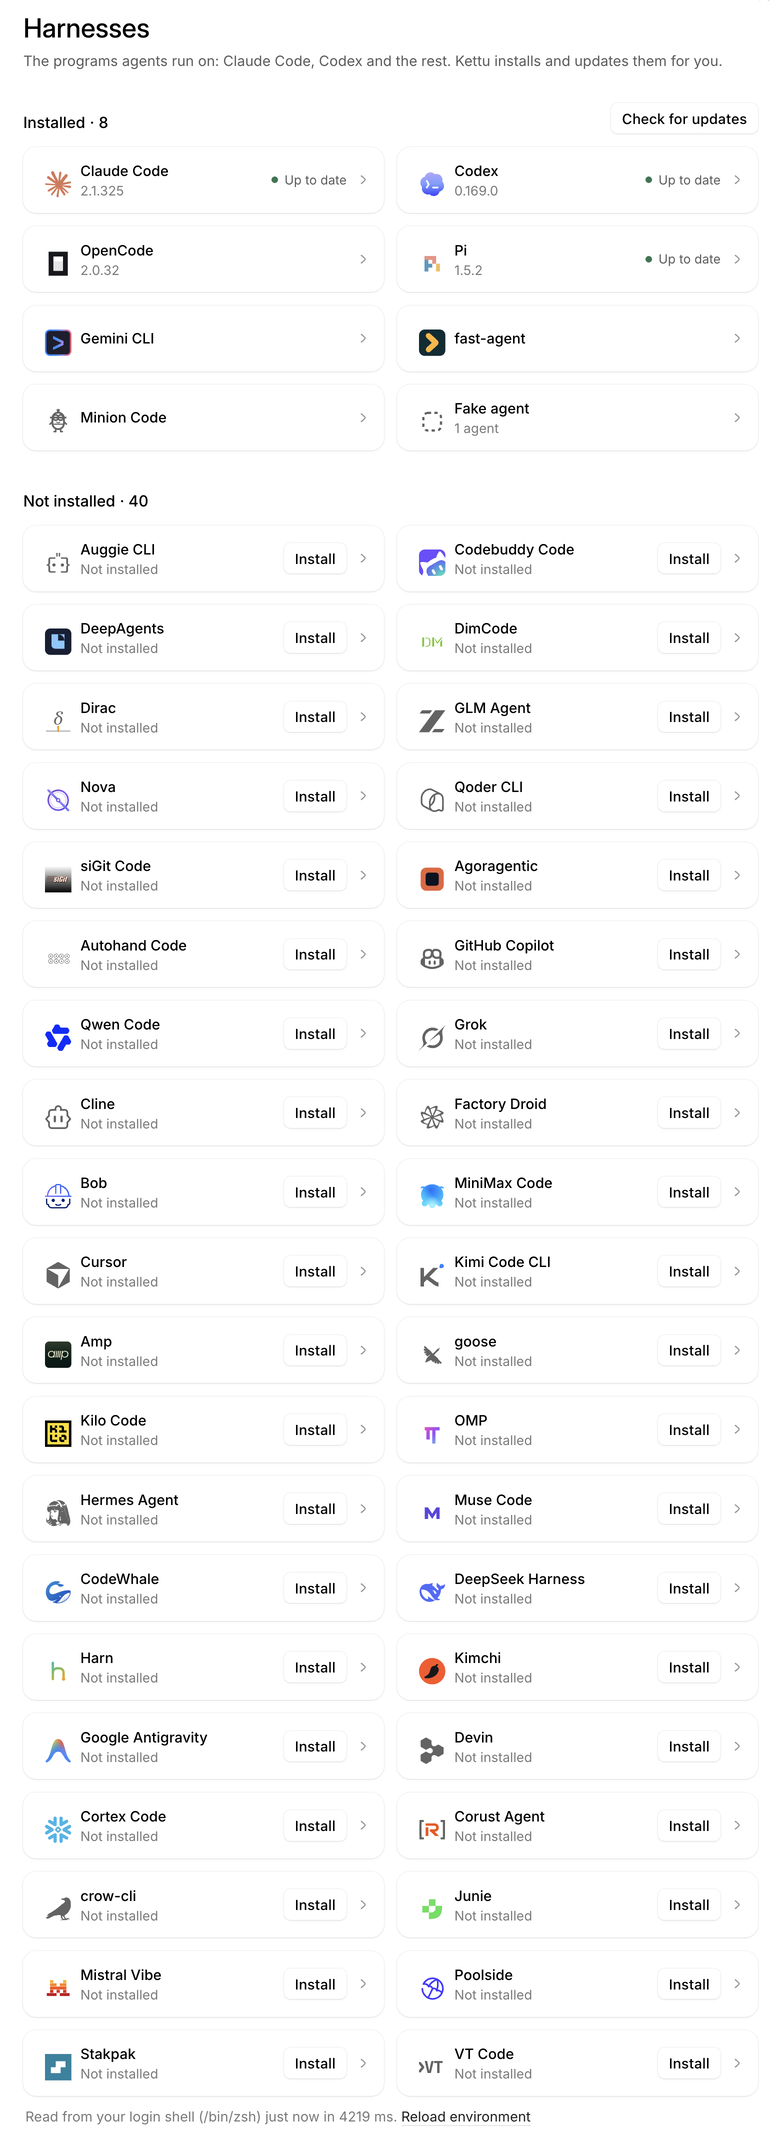 Harnesses
The programs agents run on: Claude Code, Codex and the rest. Kettu installs and updates them for you.
Installed · 8
Check for updates
Claude Code
2.1.325
Up to date
Codex
0.169.0
Up to date
OpenCode
2.0.32
Pi
1.5.2
Up to date
Gemini CLI
fast-agent
Minion Code
Fake agent
1 agent
Not installed · 40
Auggie CLI
Not installed
Install
Codebuddy Code
Not installed
Install
DeepAgents
Not installed
Install
DM
DimCode
Not installed
Install
δ
Dirac
Not installed
Install
GLM Agent
Not installed
Install
Nova
Not installed
Install
Qoder CLI
Not installed
Install
siGit
siGit Code
Not installed
Install
Agoragentic
Not installed
Install
Autohand Code
Not installed
Install
GitHub Copilot
Not installed
Install
Qwen Code
Not installed
Install
Grok
Not installed
Install
Cline
Not installed
Install
Factory Droid
Not installed
Install
Bob
Not installed
Install
MiniMax Code
Not installed
Install
Cursor
Not installed
Install
K
Kimi Code CLI
Not installed
Install
amp
Amp
Not installed
Install
goose
Not installed
Install
Kilo Code
Not installed
Install
OMP
Not installed
Install
Hermes Agent
Not installed
Install
M
Muse Code
Not installed
Install
CodeWhale
Not installed
Install
DeepSeek Harness
Not installed
Install
h
Harn
Not installed
Install
Kimchi
Not installed
Install
Google Antigravity
Not installed
Install
Devin
Not installed
Install
Cortex Code
Not installed
Install
[R]
Corust Agent
Not installed
Install
crow-cli
Not installed
Install
Junie
Not installed
Install
Mistral Vibe
Not installed
Install
Poolside
Not installed
Install
Stakpak
Not installed
Install
VT
VT Code
Not installed
Install
Read from your login shell (/bin/zsh) just now in 4219 ms. Reload environment